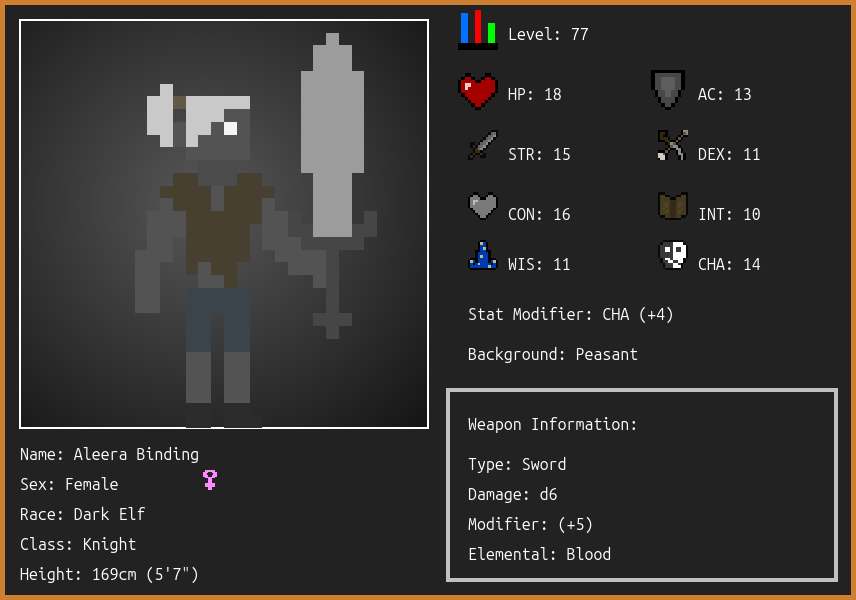 Level: 77
HP: 18
AC: 13
STR: 15
DEX: 11
CON: 16
INT: 10
WIS: 11
CHA: 14
Stat Modifier: CHA (+4)
Background: Peasant
Weapon Information:
Type: Sword
Damage: d6
Modifier: (+5)
Elemental: Blood
Name: Aleera Binding
Sex: Female
Race: Dark Elf
Class: Knight
Height: 169cm (5'7")